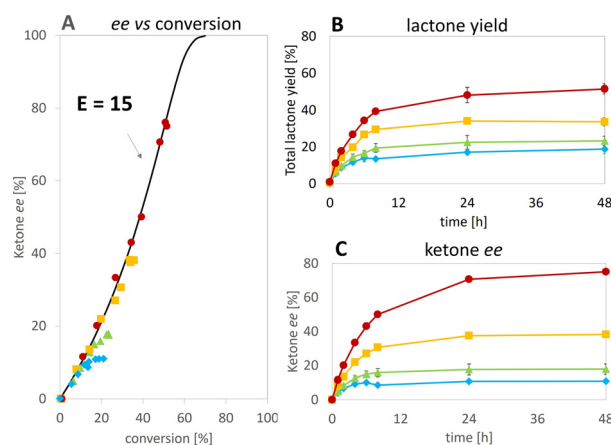 A
ee vs conversion
100
80
60
40
20
0
Ketone ee [%]
E = 15
0 20 40 60 80 100
conversion [%]
B
lactone yield
80
60
40
20
0
Total lactone yield [%]
0 12 24 36 48
time [h]
C
ketone ee
80
60
40
20
0
Ketone ee [%]
0 12 24 36 48
time [h]